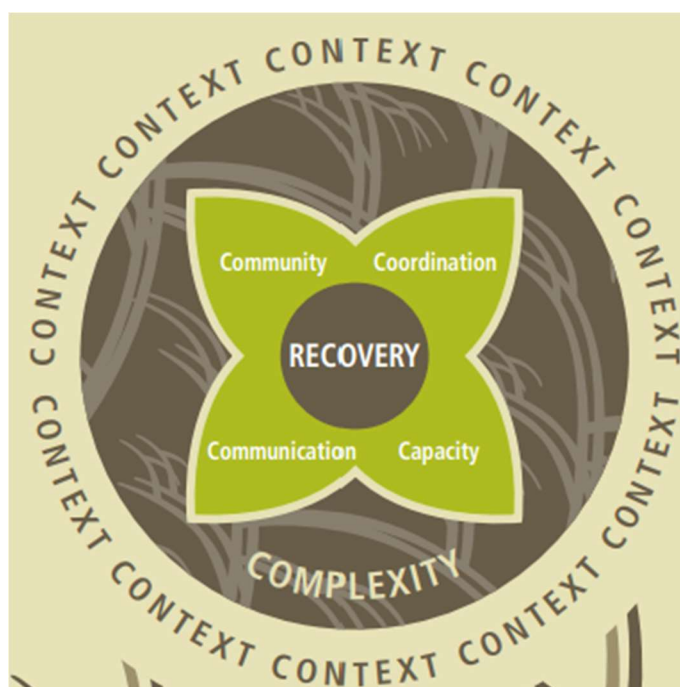 CONTEXT CONTEXT CONTEXT CONTEXT CONTEXT
Community Coordination
RECOVERY
Communication Capacity
COMPLEXITY
CONTEXT CONTEXT CONTEXT CONTEXT CONTEXT